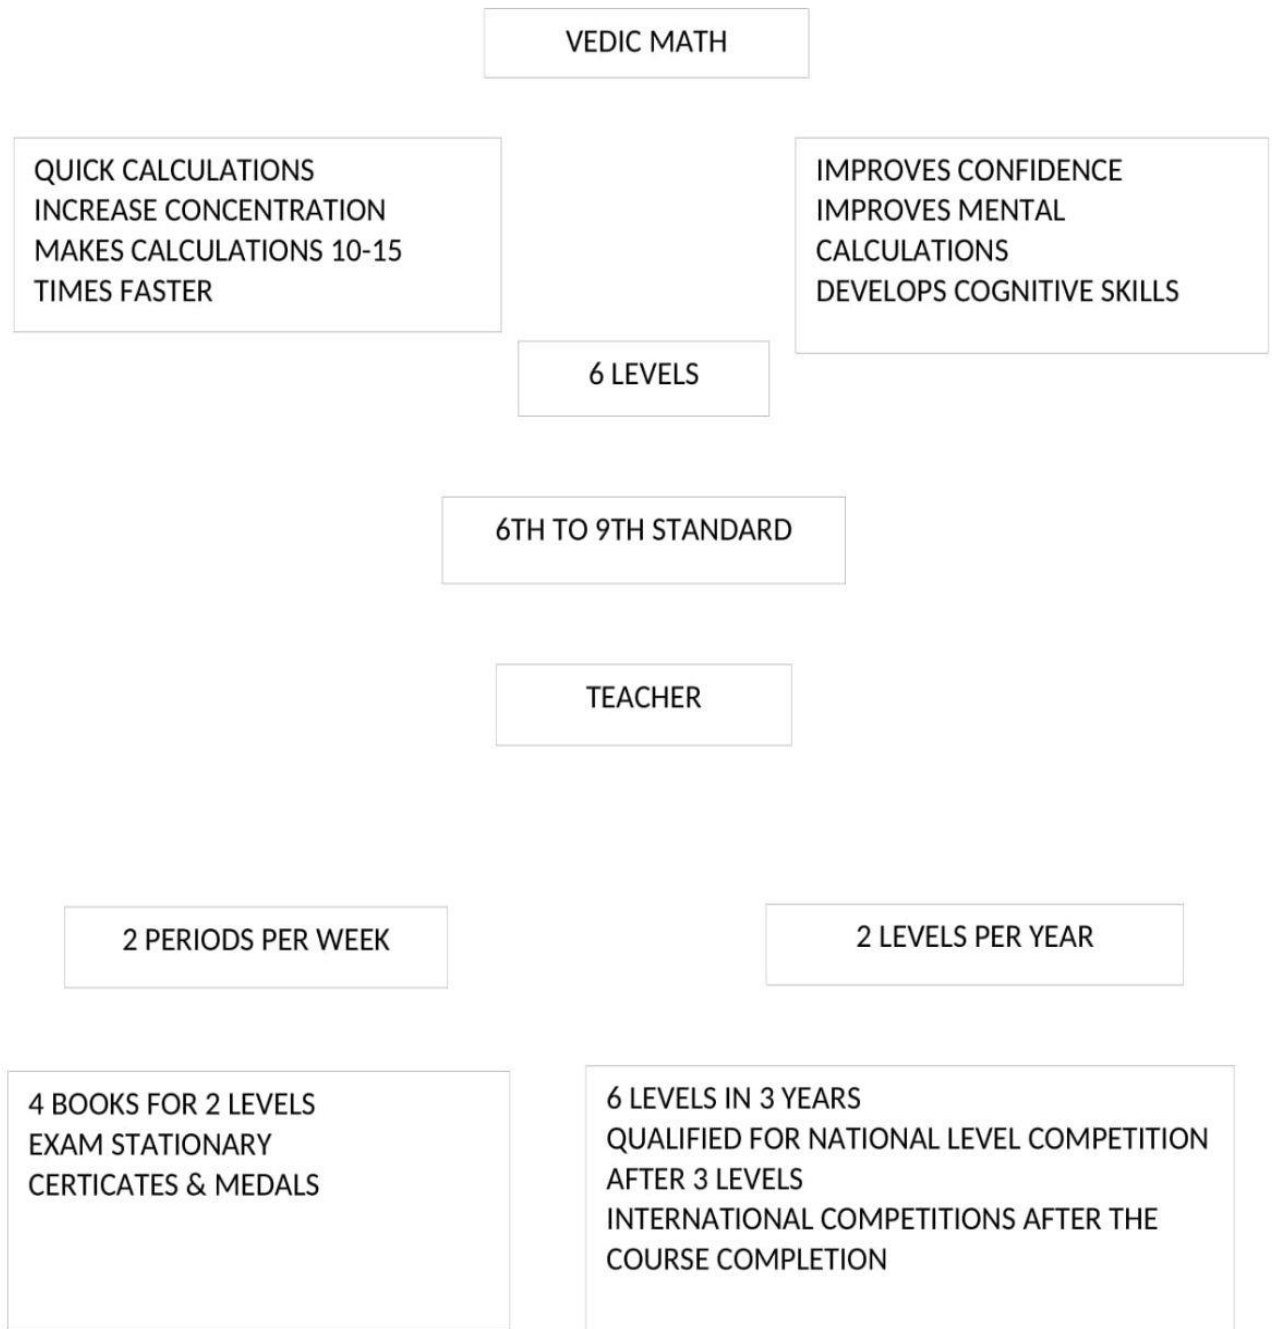 VEDIC MATH
QUICK CALCULATIONS
INCREASE CONCENTRATION
MAKES CALCULATIONS 10-15
TIMES FASTER
IMPROVES CONFIDENCE
IMPROVES MENTAL
CALCULATIONS
DEVELOPS COGNITIVE SKILLS
6 LEVELS
6TH TO 9TH STANDARD
TEACHER
2 PERIODS PER WEEK
2 LEVELS PER YEAR
4 BOOKS FOR 2 LEVELS
EXAM STATIONARY
CERTICATES & MEDALS
6 LEVELS IN 3 YEARS
QUALIFIED FOR NATIONAL LEVEL COMPETITION
AFTER 3 LEVELS
INTERNATIONAL COMPETITIONS AFTER THE
COURSE COMPLETION